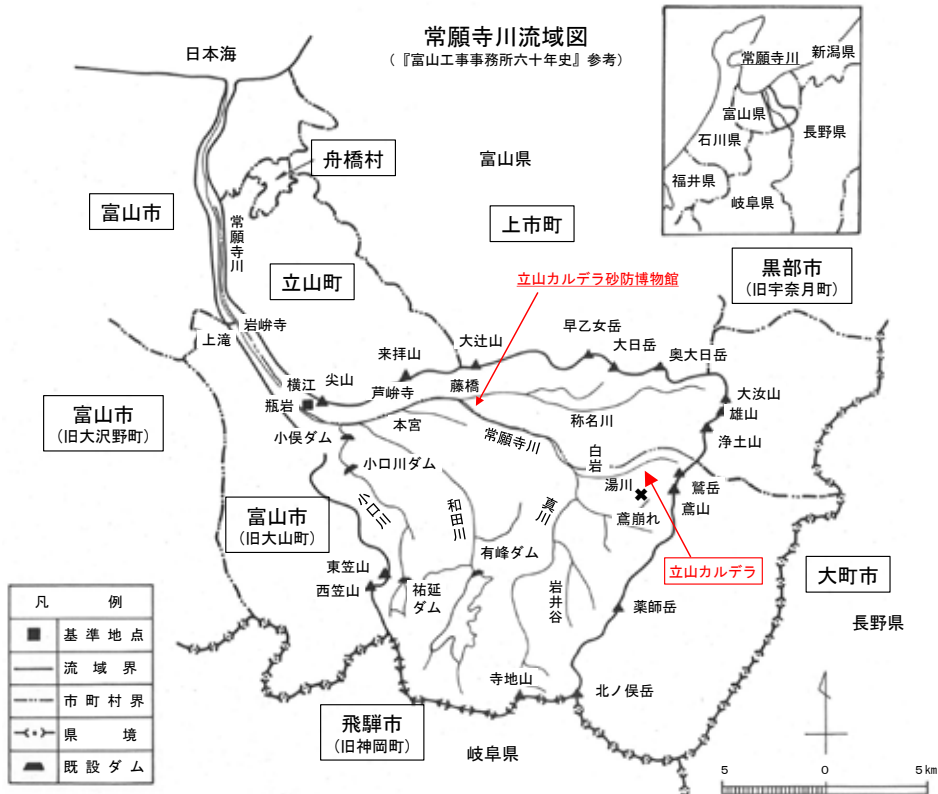 常願寺川流域図
(『富山工事事務所六十年史』参考)
日本海
常願寺川
新潟県
富山県
石川県
長野県
福井県
岐阜県
舟橋村
富山県
富山市
上市町
常願寺川
立山町
黒部市
(旧宇奈月町)
立山カルデラ砂防博物館
岩峅寺
上滝
早乙女岳
大辻山
大日岳
来拝山
奥大日岳
尖山
横江
芦峅寺
藤橋
大汝山
瓶岩
雄山
富山市
(旧大沢野町)
本宮
称名川
浄土山
小俣ダム
常願寺川
白岩
小口川ダム
湯川
鷲岳
鳶山
小口川
和田川
真川
鳶崩れ
富山市
(旧大山町)
有峰ダム
立山カルデラ
東笠山
西笠山
祐延
ダム
岩井谷
大町市
薬師岳
長野県
凡例
基準地点
流域界
市町村界
県境
既設ダム
寺地山
北ノ俣岳
飛騨市
(旧神岡町)
岐阜県
5 0 5km